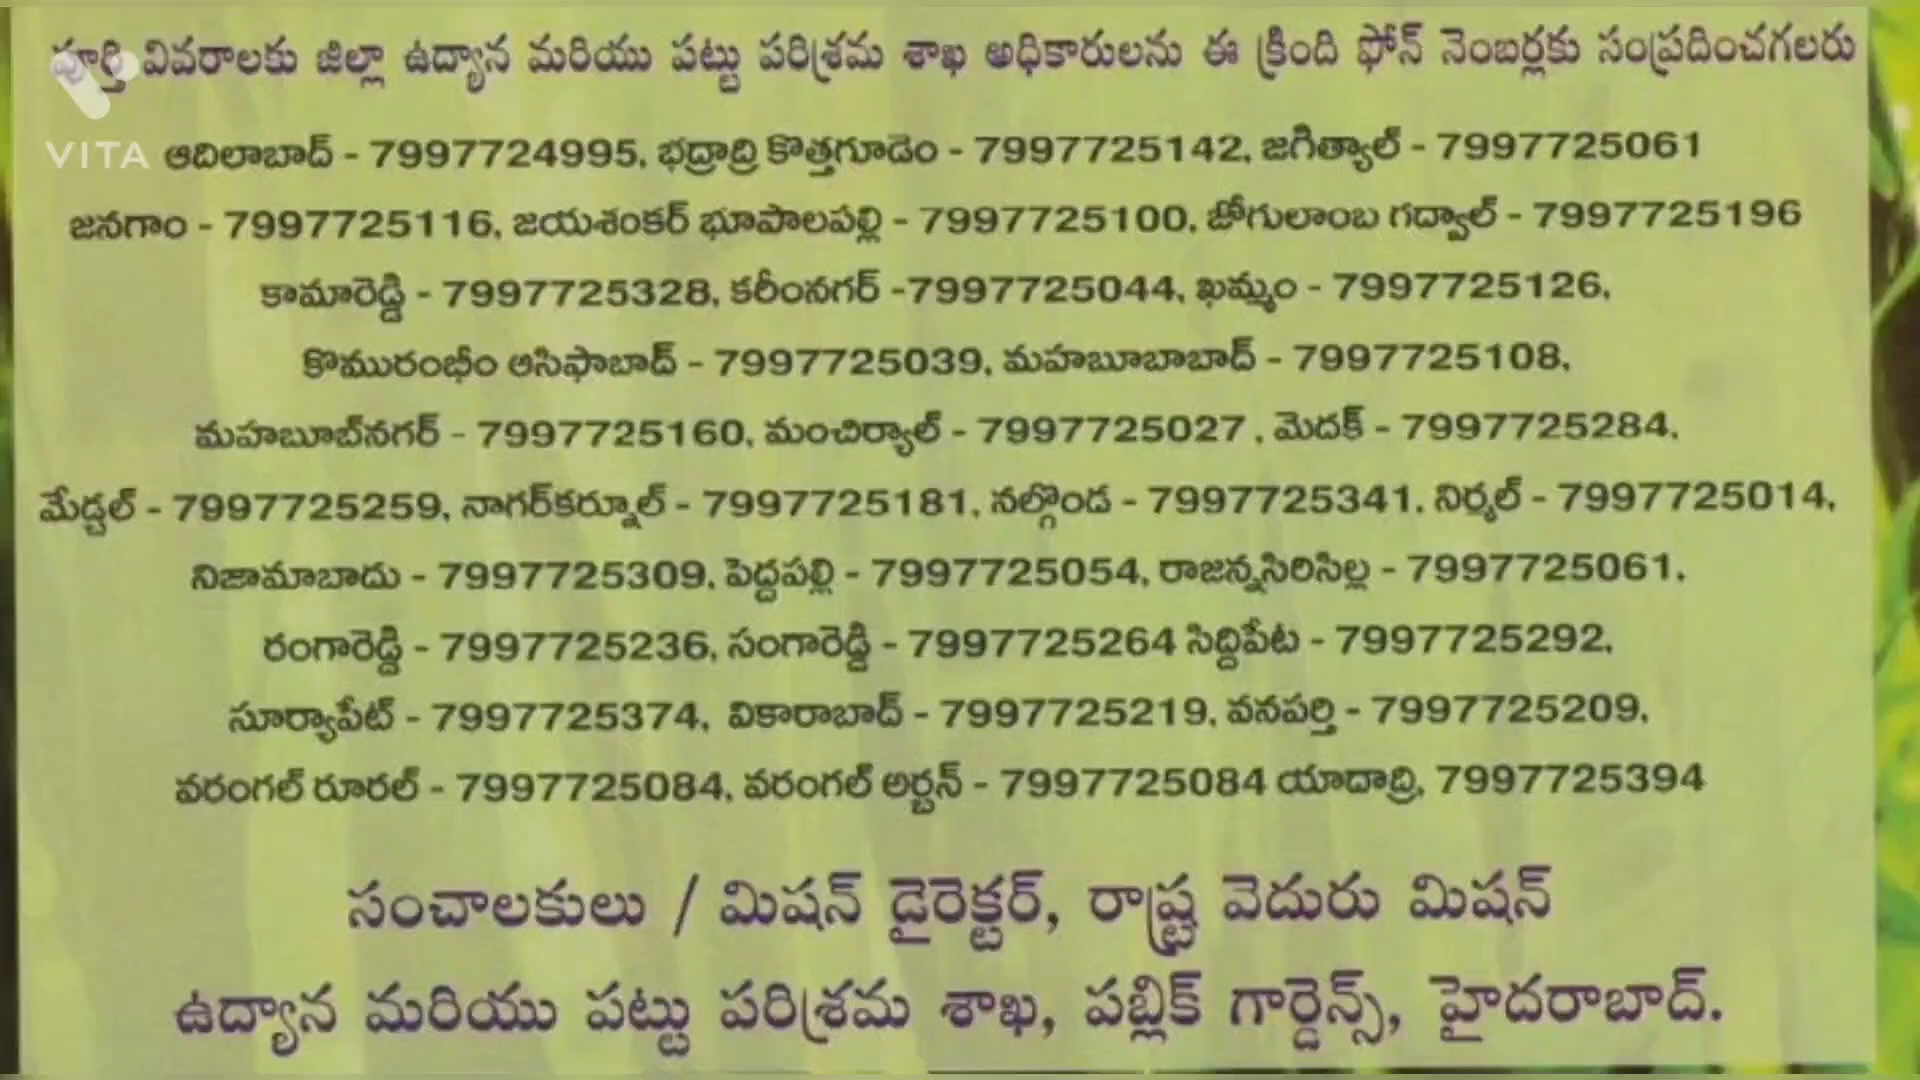 పూర్తి వివరాలకు జిల్లా ఉద్యాన మరియు పట్టు పరిశ్రమ శాఖ అధికారులను ఈ క్రింది ఫోన్ నెంబర్లకు సంప్రదించగలరు
VITA
ఆదిలాబాద్ - 7997724995, భద్రాద్రి కొత్తగూడెం - 7997725142, జగిత్యాల్ - 7997725061
జనగాం - 7997725116, జయశంకర్ భూపాలపల్లి - 7997725100, జోగులాంబ గద్వాల్ - 7997725196
కామారెడ్డి - 7997725328, కరీంనగర్ -7997725044, ఖమ్మం - 7997725126,
కొమురంభీం ఆసిఫాబాద్ - 7997725039, మహబూబాబాద్ - 7997725108,
మహబూబ్‌నగర్ - 7997725160, మంచిర్యాల్ - 7997725027 , మెదక్ - 7997725284,
మేడ్చల్ - 7997725259, నాగర్‌కర్నూల్ - 7997725181, నల్గొండ - 7997725341, నిర్మల్ - 7997725014,
నిజామాబాదు - 7997725309, పెద్దపల్లి - 7997725054, రాజన్నసిరిసిల్ల - 7997725061,
రంగారెడ్డి - 7997725236, సంగారెడ్డి - 7997725264 సిద్దిపేట - 7997725292,
సూర్యాపేట్ - 7997725374, వికారాబాద్ - 7997725219, వనపర్తి - 7997725209,
వరంగల్ రూరల్ - 7997725084, వరంగల్ అర్బన్ - 7997725084 యాదాద్రి, 7997725394
సంచాలకులు / మిషన్ డైరెక్టర్, రాష్ట్ర వెదురు మిషన్
ఉద్యాన మరియు పట్టు పరిశ్రమ శాఖ, పబ్లిక్ గార్డెన్స్, హైదరాబాద్.